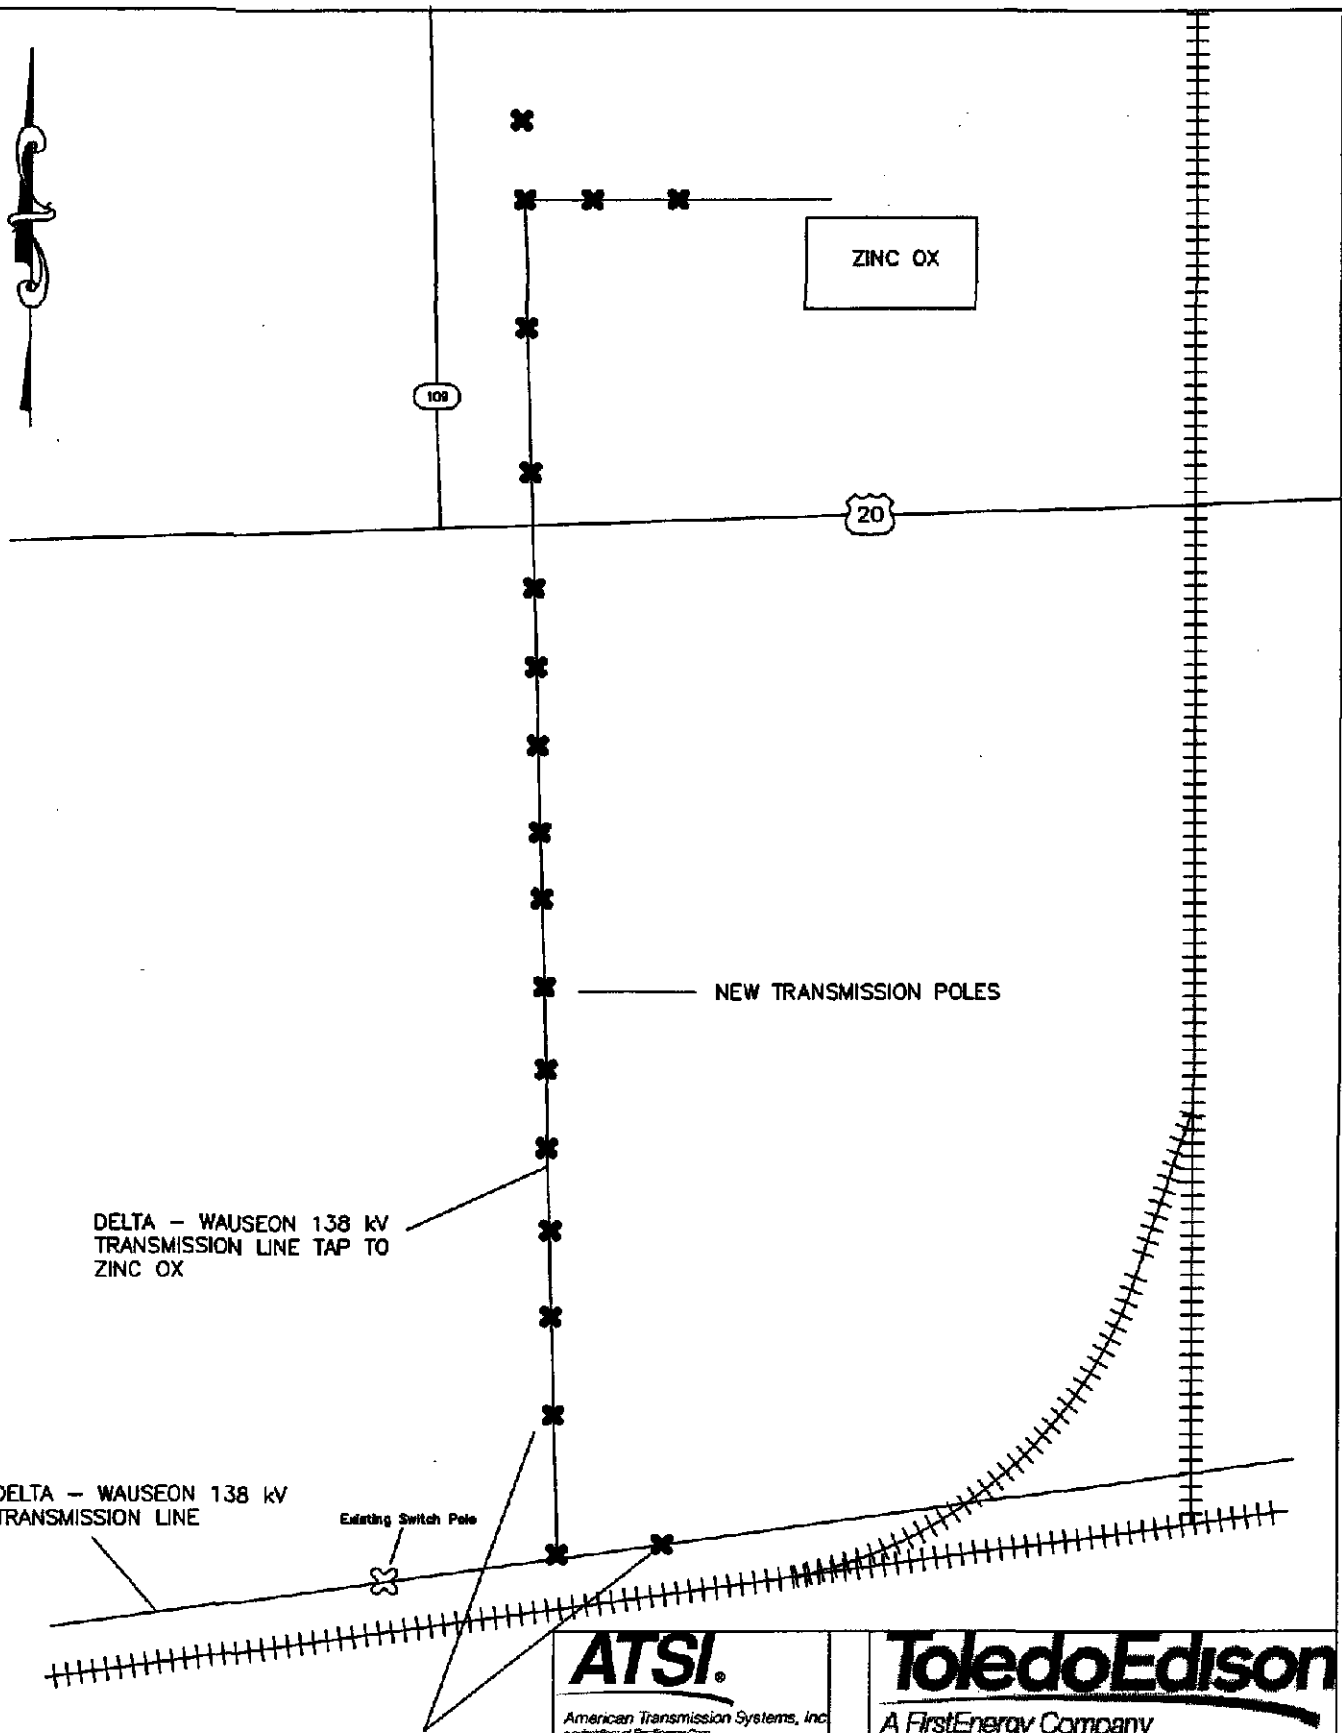 ZINC OX
109
20
NEW TRANSMISSION POLES
DELTA - WAUSEON 138 kV
TRANSMISSION LINE TAP TO
ZINC OX
DELTA - WAUSEON 138 kV
TRANSMISSION LINE
Existing Switch Pole
ATSI®
American Transmission Systems, Inc
ToledoEdison
A FirstEnergy Company